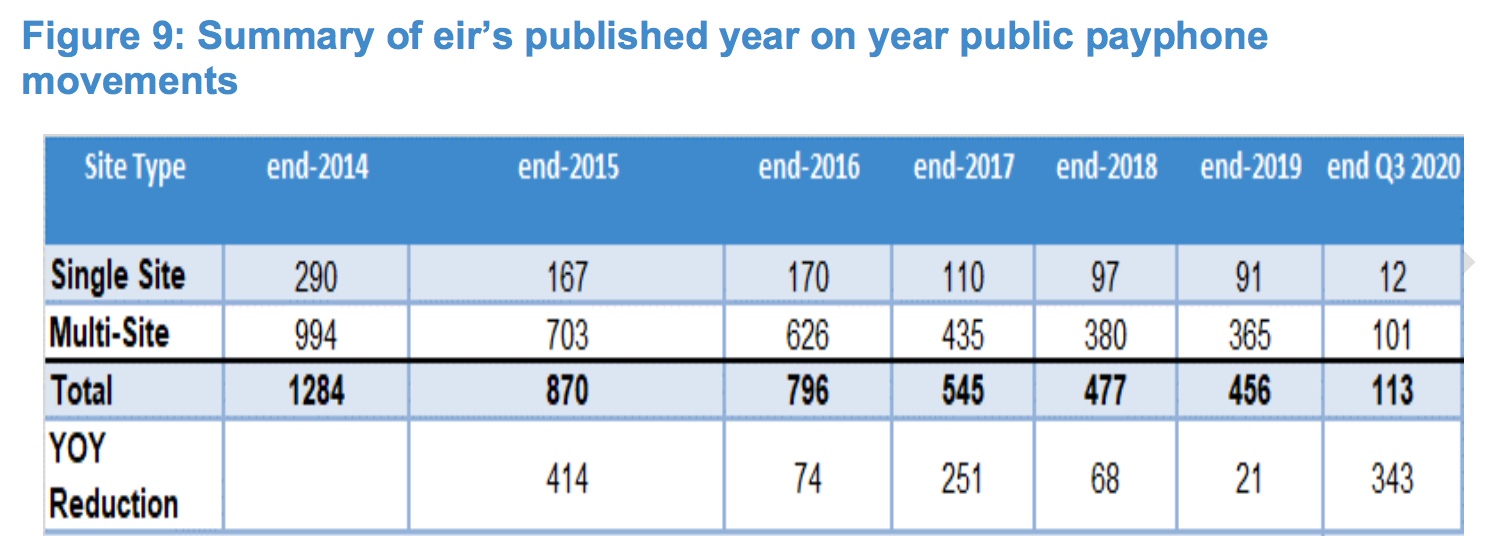 Figure 9: Summary of eir’s published year on year public payphone
movements
Site Type end-2014 end-2015 end-2016 end-2017 end-2018 end-2019 end Q3 2020
Single Site 290 167 170 110 97 91 12
Multi-Site 994 703 626 435 380 365 101
Total 1284 870 796 545 477 456 113
YOY
Reduction 414 74 251 68 21 343